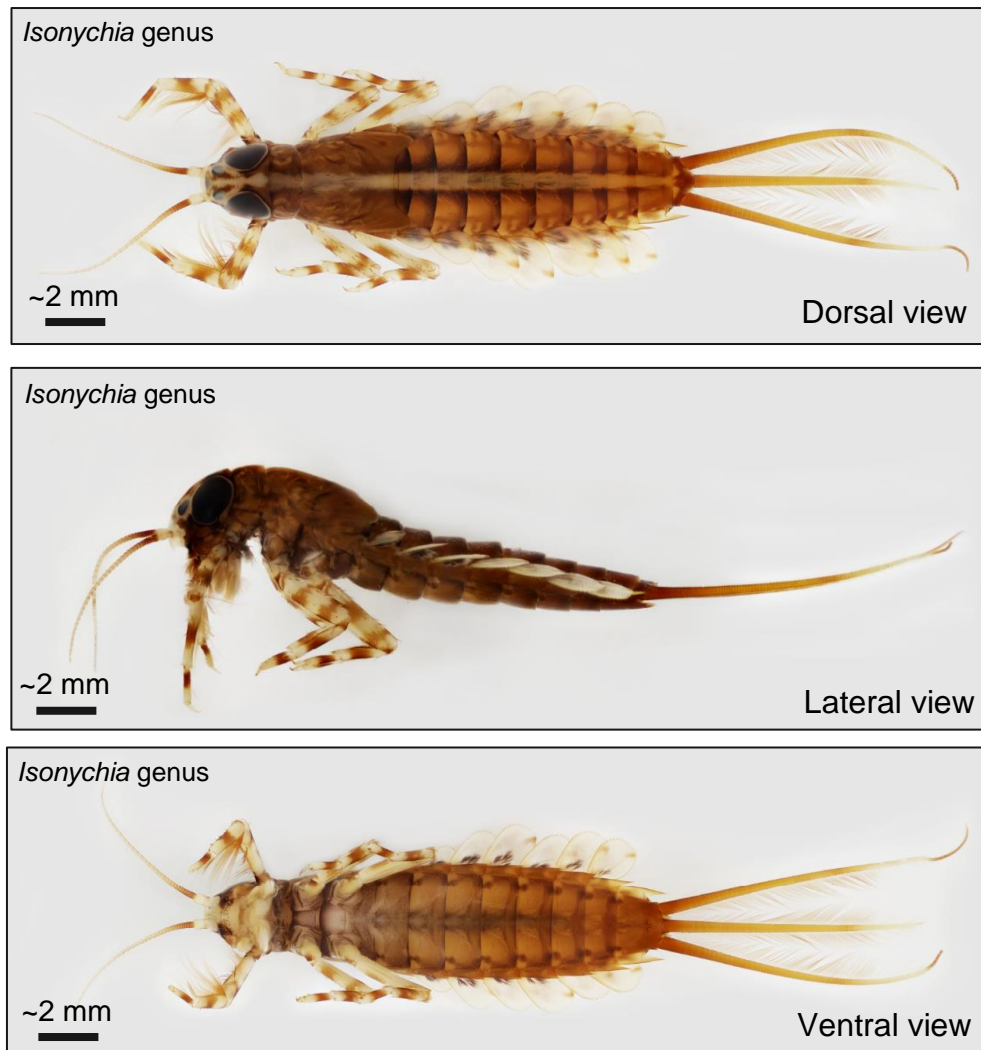 Isonychia genus
~2 mm
Dorsal view
Isonychia genus
~2 mm
Lateral view
Isonychia genus
~2 mm
Ventral view